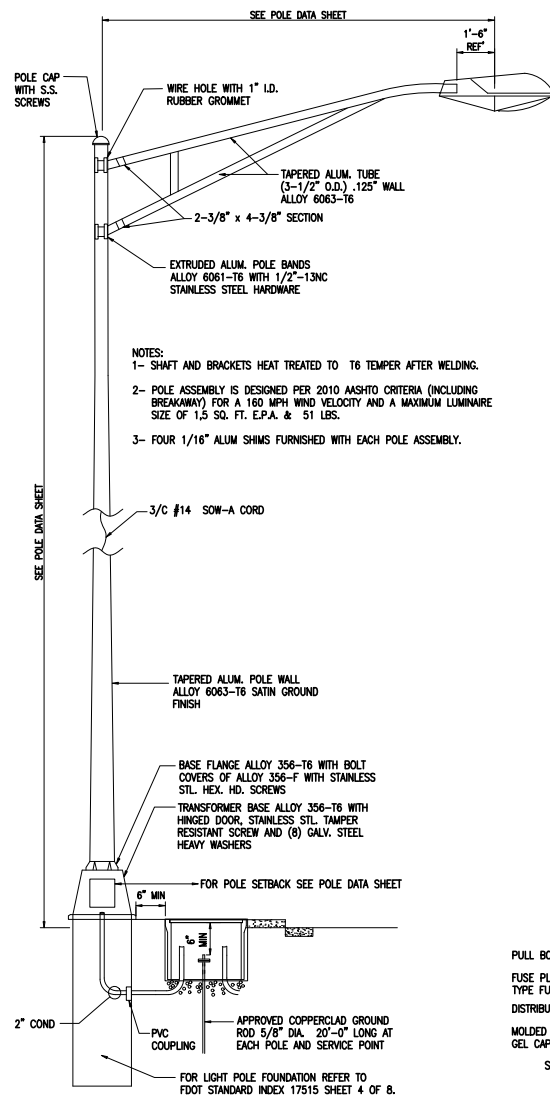 SEE POLE DATA SHEET
1'-6"
REF'
POLE CAP
WITH S.S.
SCREWS
WIRE HOLE WITH 1" I.D.
RUBBER GROMMET
TAPERED ALUM. TUBE
(3-1/2" O.D.) .125" WALL
ALLOY 6063-T6
2-3/8" x 4-3/8" SECTION
EXTRUDED ALUM. POLE BANDS
ALLOY 6061-T6 WITH 1/2"-13NC
STAINLESS STEEL HARDWARE
NOTES:
1- SHAFT AND BRACKETS HEAT TREATED TO T6 TEMPER AFTER WELDING.
2- POLE ASSEMBLY IS DESIGNED PER 2010 AASHTO CRITERIA (INCLUDING
BREAKAWAY) FOR A 160 MPH WIND VELOCITY AND A MAXIMUM LUMINAIRE
SIZE OF 1,5 SQ. FT. E.P.A. & 51 LBS.
3- FOUR 1/16" ALUM SHIMS FURNISHED WITH EACH POLE ASSEMBLY.
3/C #14 SOW-A CORD
SEE POLE DATA SHEET
TAPERED ALUM. POLE WALL
ALLOY 6063-T6 SATIN GROUND
FINISH
BASE FLANGE ALLOY 356-T6 WITH BOLT
COVERS OF ALLOY 356-F WITH STAINLESS
STL. HEX. HD. SCREWS
TRANSFORMER BASE ALLOY 356-T6 WITH
HINGED DOOR, STAINLESS STL. TAMPER
RESISTANT SCREW AND (8) GALV. STEEL
HEAVY WASHERS
FOR POLE SETBACK SEE POLE DATA SHEET
6" MIN
6"
MIN
2" COND
PVC
COUPLING
APPROVED COPPERCLAD GROUND
ROD 5/8" DIA. 20'-0" LONG AT
EACH POLE AND SERVICE POINT
FOR LIGHT POLE FOUNDATION REFER TO
FDOT STANDARD INDEX 17515 SHEET 4 OF 8.
PULL BO
FUSE PL
TYPE FU
DISTRIBU
MOLDED
GEL CAP
S